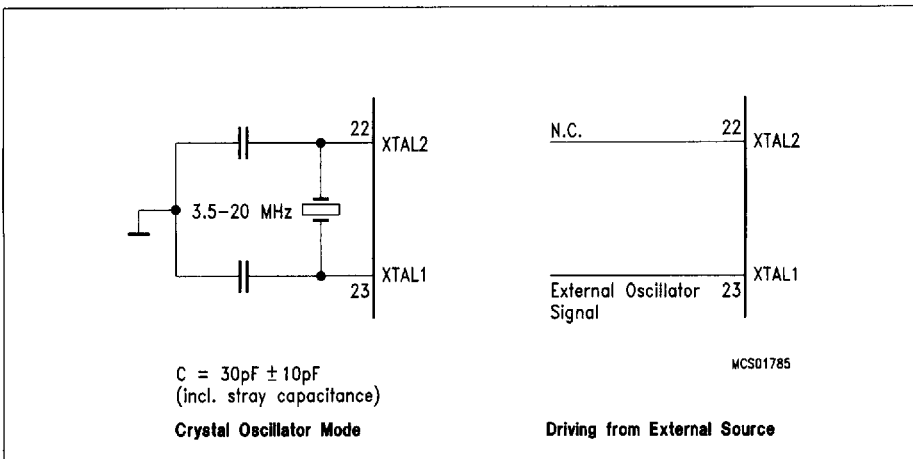 22
XTAL2
3.5-20 MHz
XTAL1
23
C = 30pF ± 10pF
(incl. stray capacitance)
Crystal Oscillator Mode
N.C.
22
XTAL2
External Oscillator
Signal
23
XTAL1
MCS01785
Driving from External Source